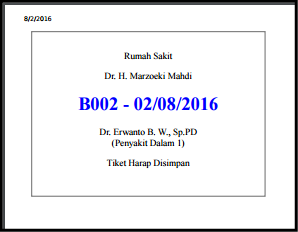 8/2/2016
Rumah Sakit
Dr. H. Marzoeki Mahdi
B002 - 02/08/2016
Dr. Erwanto B. W., Sp.PD
(Penyakit Dalam 1)
Tiket Harap Disimpan